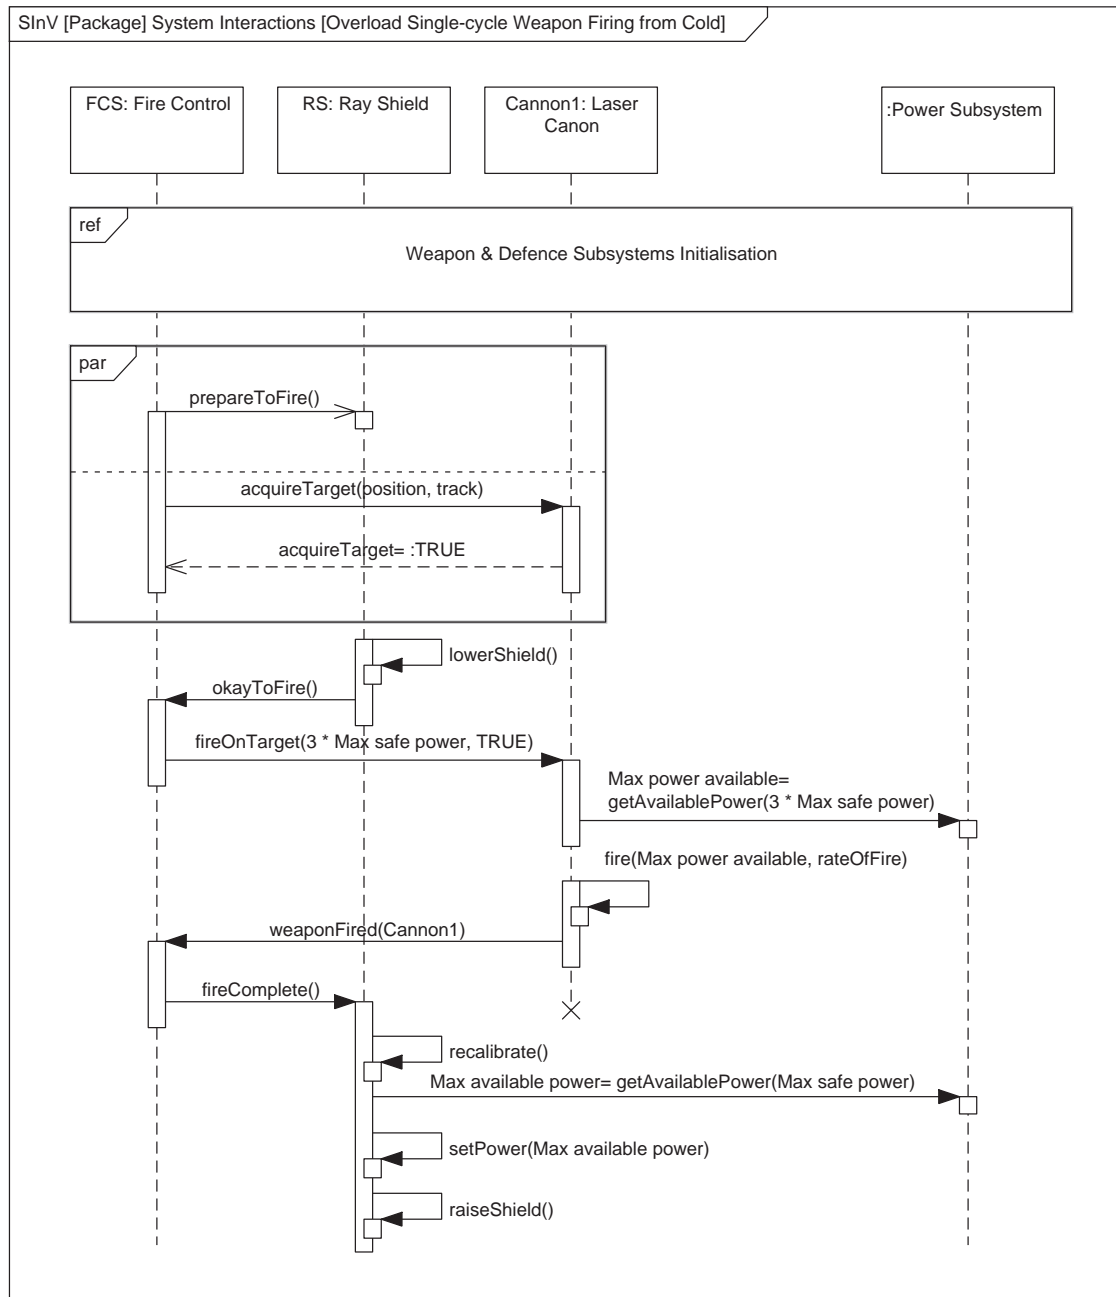 SInV [Package] System Interactions [Overload Single-cycle Weapon Firing from Cold]
FCS: Fire Control
RS: Ray Shield
Cannon1: Laser
Canon
:Power Subsystem
ref
Weapon & Defence Subsystems Initialisation
par
prepareToFire()
acquireTarget(position, track)
acquireTarget= :TRUE
lowerShield()
okayToFire()
fireOnTarget(3 * Max safe power, TRUE)
Max power available=
getAvailablePower(3 * Max safe power)
fire(Max power available, rateOfFire)
weaponFired(Cannon1)
fireComplete()
recalibrate()
Max available power= getAvailablePower(Max safe power)
setPower(Max available power)
raiseShield()